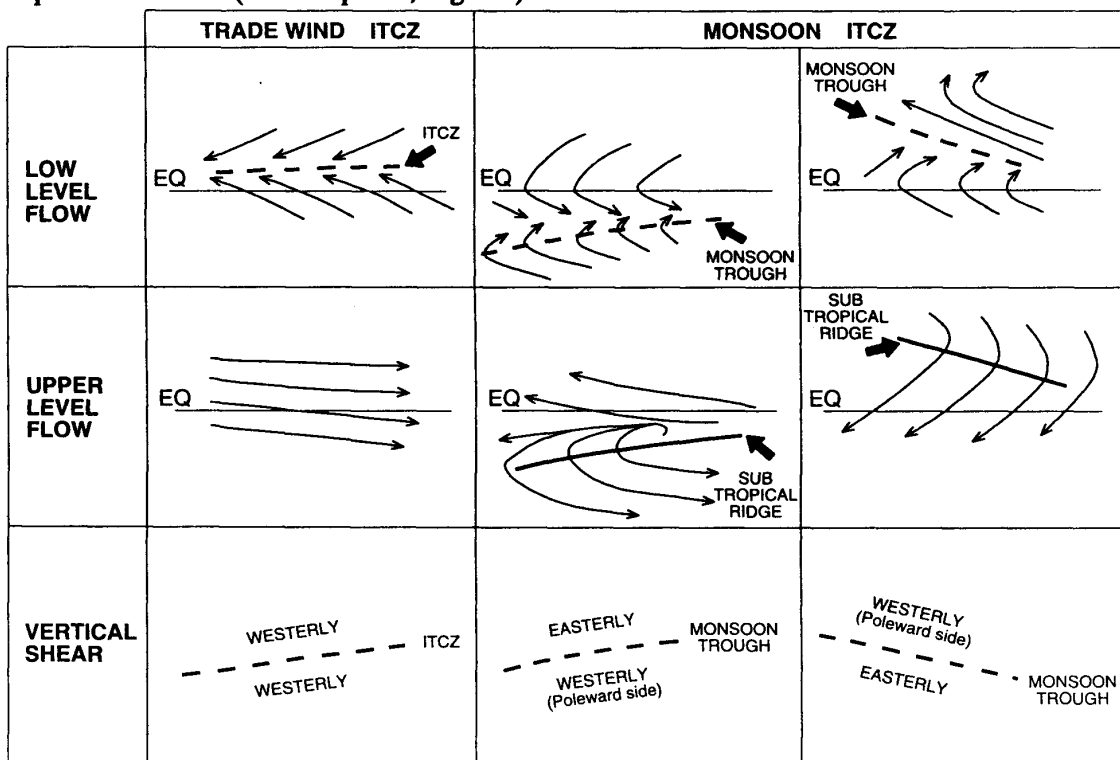 TRADE WIND ITCZ
MONSOON ITCZ
LOW
LEVEL
FLOW
ITCZ
EQ
EQ
MONSOON
TROUGH
MONSOON
TROUGH
EQ
UPPER
LEVEL
FLOW
EQ
EQ
SUB
TROPICAL
RIDGE
SUB
TROPICAL
RIDGE
EQ
VERTICAL
SHEAR
WESTERLY
ITCZ
WESTERLY
EASTERLY
MONSOON
TROUGH
WESTERLY
(Poleward side)
WESTERLY
(Poleward side)
EASTERLY
MONSOON
TROUGH